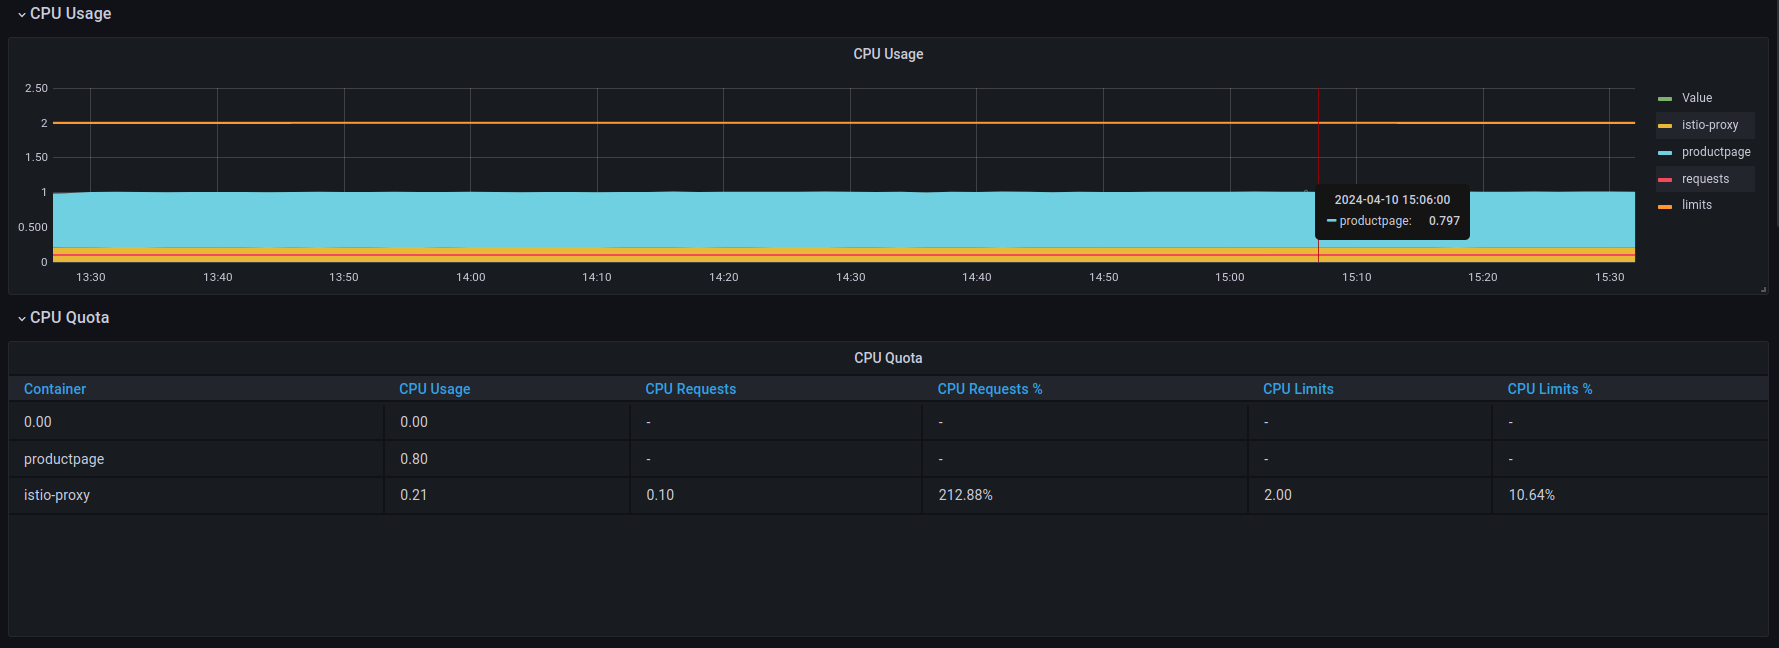 CPU Usage
CPU Usage
2.50
2
1.50
1
0.500
0
13:30 13:40 13:50 14:00 14:10 14:20 14:30 14:40 14:50 15:00 15:10 15:20 15:30
Value
istio-proxy
productpage
requests
limits
2024-04-10 15:06:00
productpage: 0.797
CPU Quota
CPU Quota
Container CPU Usage CPU Requests CPU Requests % CPU Limits CPU Limits %
0.00 0.00 - - - -
productpage 0.80 - - - -
istio-proxy 0.21 0.10 212.88% 2.00 10.64%